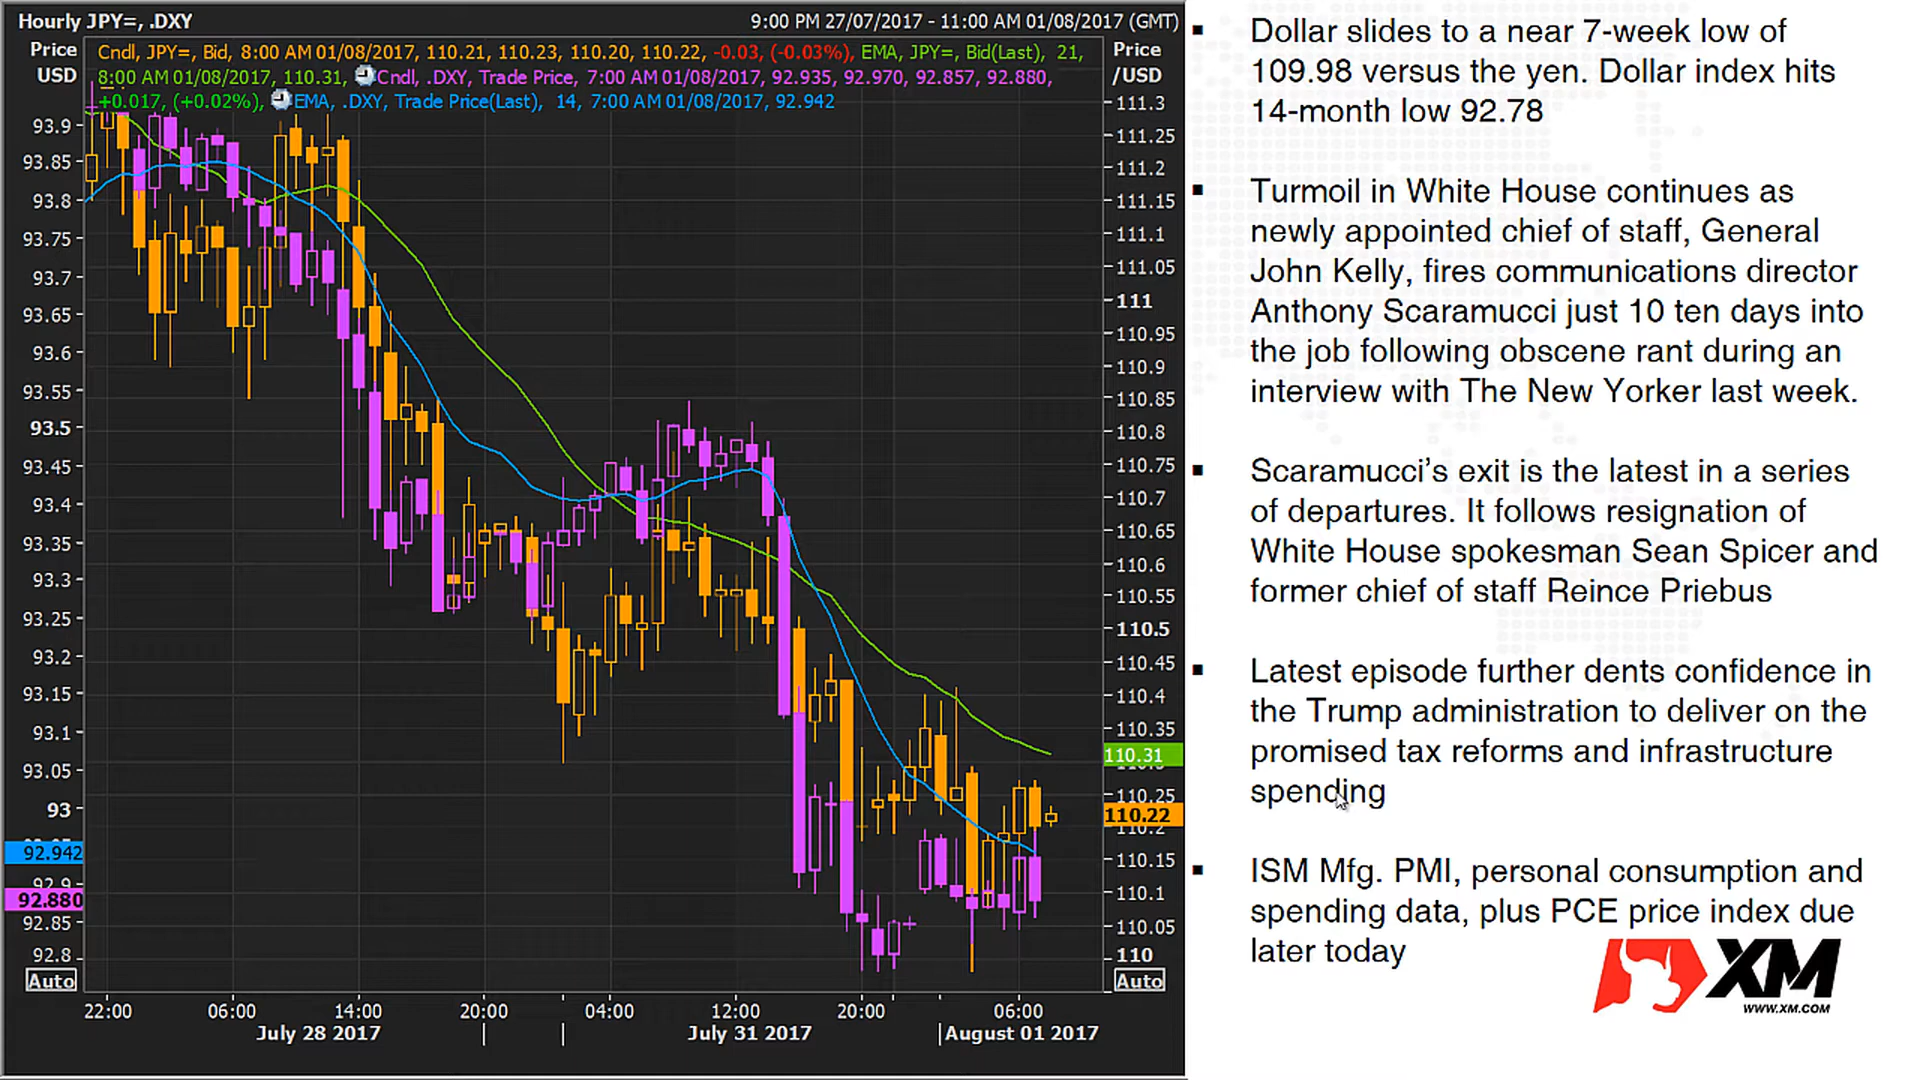 Hourly JPY=, .DXY
9:00 PM 27/07/2017 - 11:00 AM 01/08/2017 (GMT)
Price
USD
Cndl, JPY=, Bid, 8:00 AM 01/08/2017, 110.21, 110.23, 110.20, 110.22, -0.03, (-0.03%), EMA, JPY=, Bid(Last), 21,
8:00 AM 01/08/2017, 110.31, Cndl, .DXY, Trade Price, 7:00 AM 01/08/2017, 92.935, 92.970, 92.857, 92.880,
+0.017, (+0.02%), EMA, .DXY, Trade Price(Last), 14, 7:00 AM 01/08/2017, 92.942
Price
/USD
93.9
93.85
93.8
93.75
93.7
93.65
93.6
93.55
93.5
93.45
93.4
93.35
93.3
93.25
93.2
93.15
93.1
93.05
93
92.942
92.9
92.880
92.85
92.8
Auto
111.3
111.25
111.2
111.15
111.1
111.05
111
110.95
110.9
110.85
110.8
110.75
110.7
110.65
110.6
110.55
110.5
110.45
110.4
110.35
110.31
110.25
110.22
110.2
110.15
110.1
110.05
110
Auto
22:00 06:00 14:00 20:00 04:00 12:00 20:00 06:00
July 28 2017 July 31 2017 August 01 2017
▪ Dollar slides to a near 7-week low of
109.98 versus the yen. Dollar index hits
14-month low 92.78
▪ Turmoil in White House continues as
newly appointed chief of staff, General
John Kelly, fires communications director
Anthony Scaramucci just 10 ten days into
the job following obscene rant during an
interview with The New Yorker last week.
▪ Scaramucci’s exit is the latest in a series
of departures. It follows resignation of
White House spokesman Sean Spicer and
former chief of staff Reince Priebus
▪ Latest episode further dents confidence in
the Trump administration to deliver on the
promised tax reforms and infrastructure
spending
▪ ISM Mfg. PMI, personal consumption and
spending data, plus PCE price index due
later today
XM
WWW.XM.COM